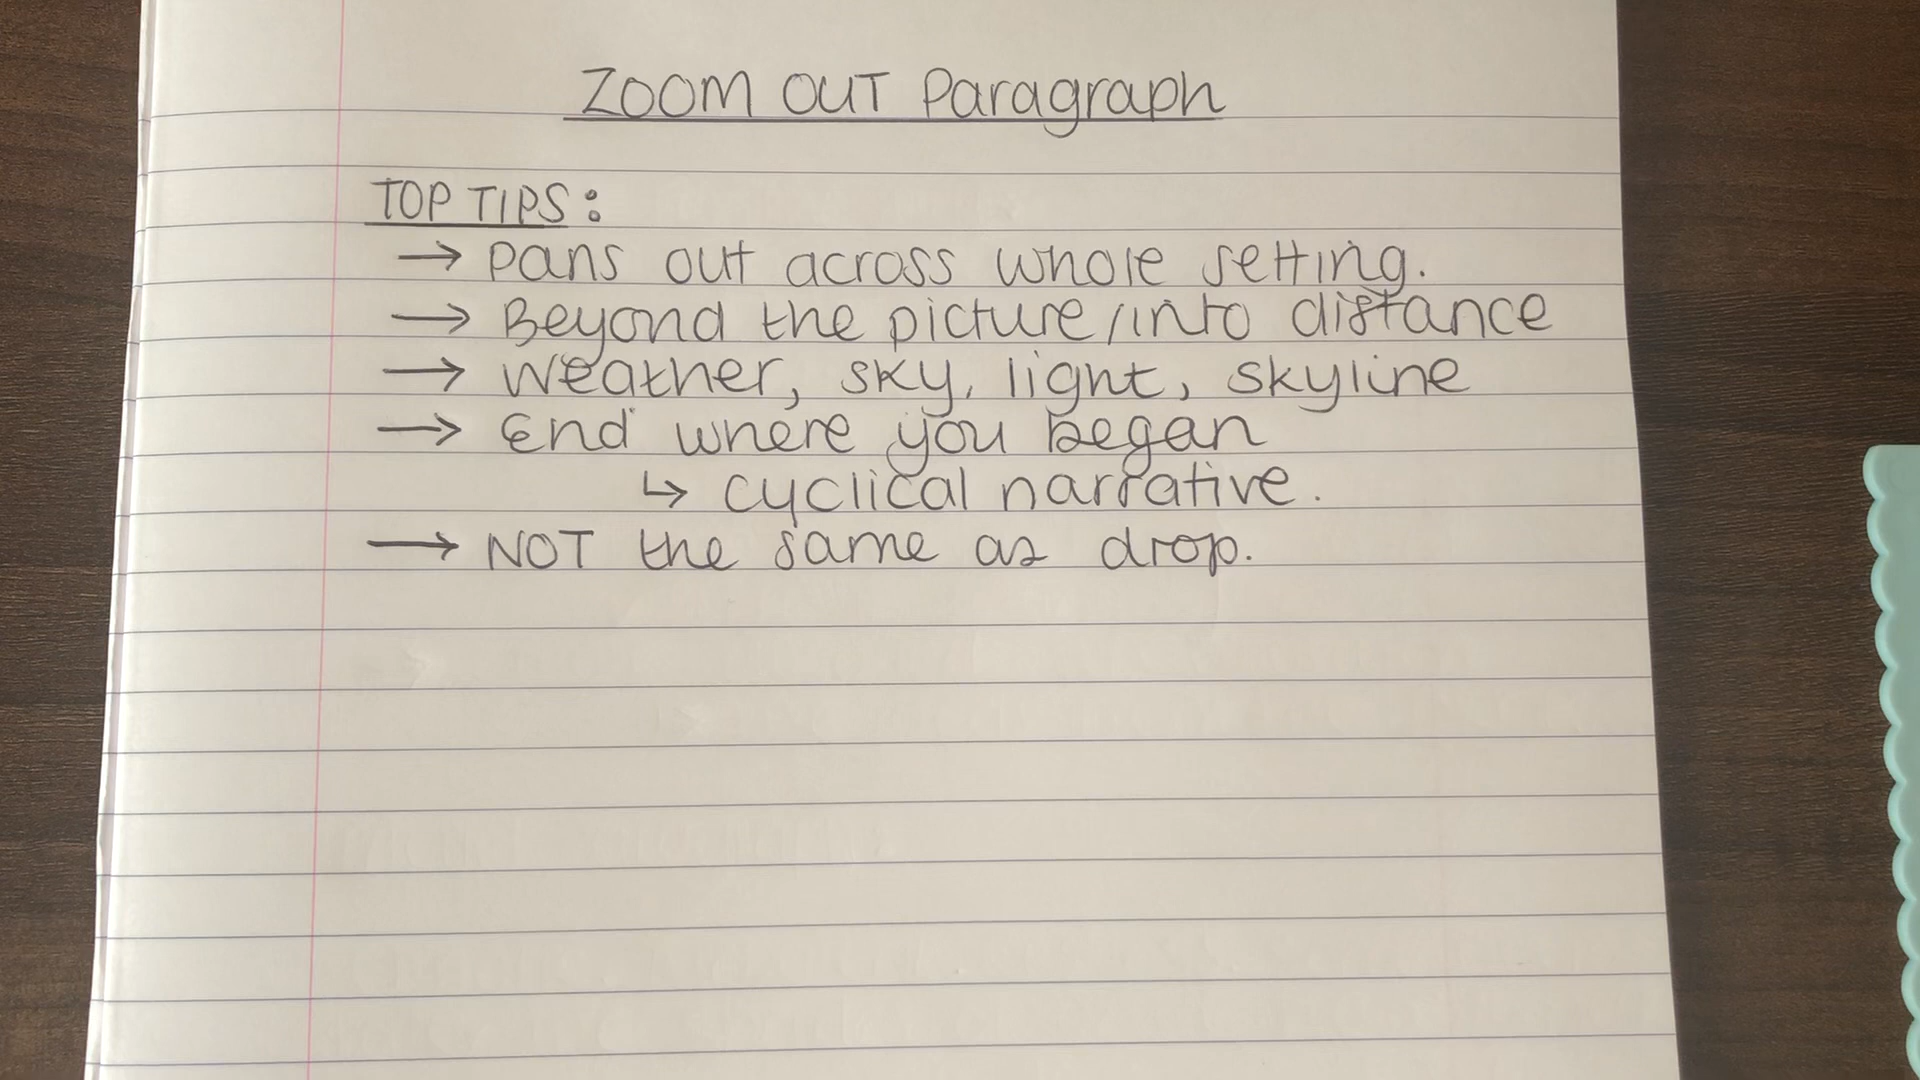 ZOOM OUT Paragraph
TOP TIPS:
→ pans out across whole setting.
→ Beyond the picture/into distance
→ weather, sky, light, skyline
→ End where you began
↳ cyclical narrative.
→ NOT the same as drop.